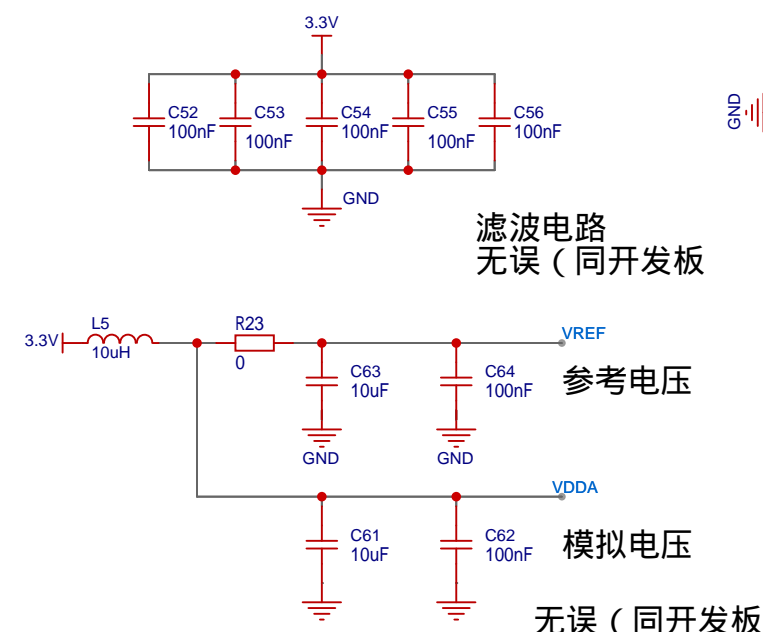 3.3V
C52
100nF
C53
100nF
C54
100nF
C55
100nF
C56
100nF
GND
GND
滤波电路
无误（同开发板
3.3V
L5
10uH
R23
0
VREF
C63
10uF
C64
100nF
参考电压
GND
GND
VDDA
C61
10uF
C62
100nF
模拟电压
无误（同开发板